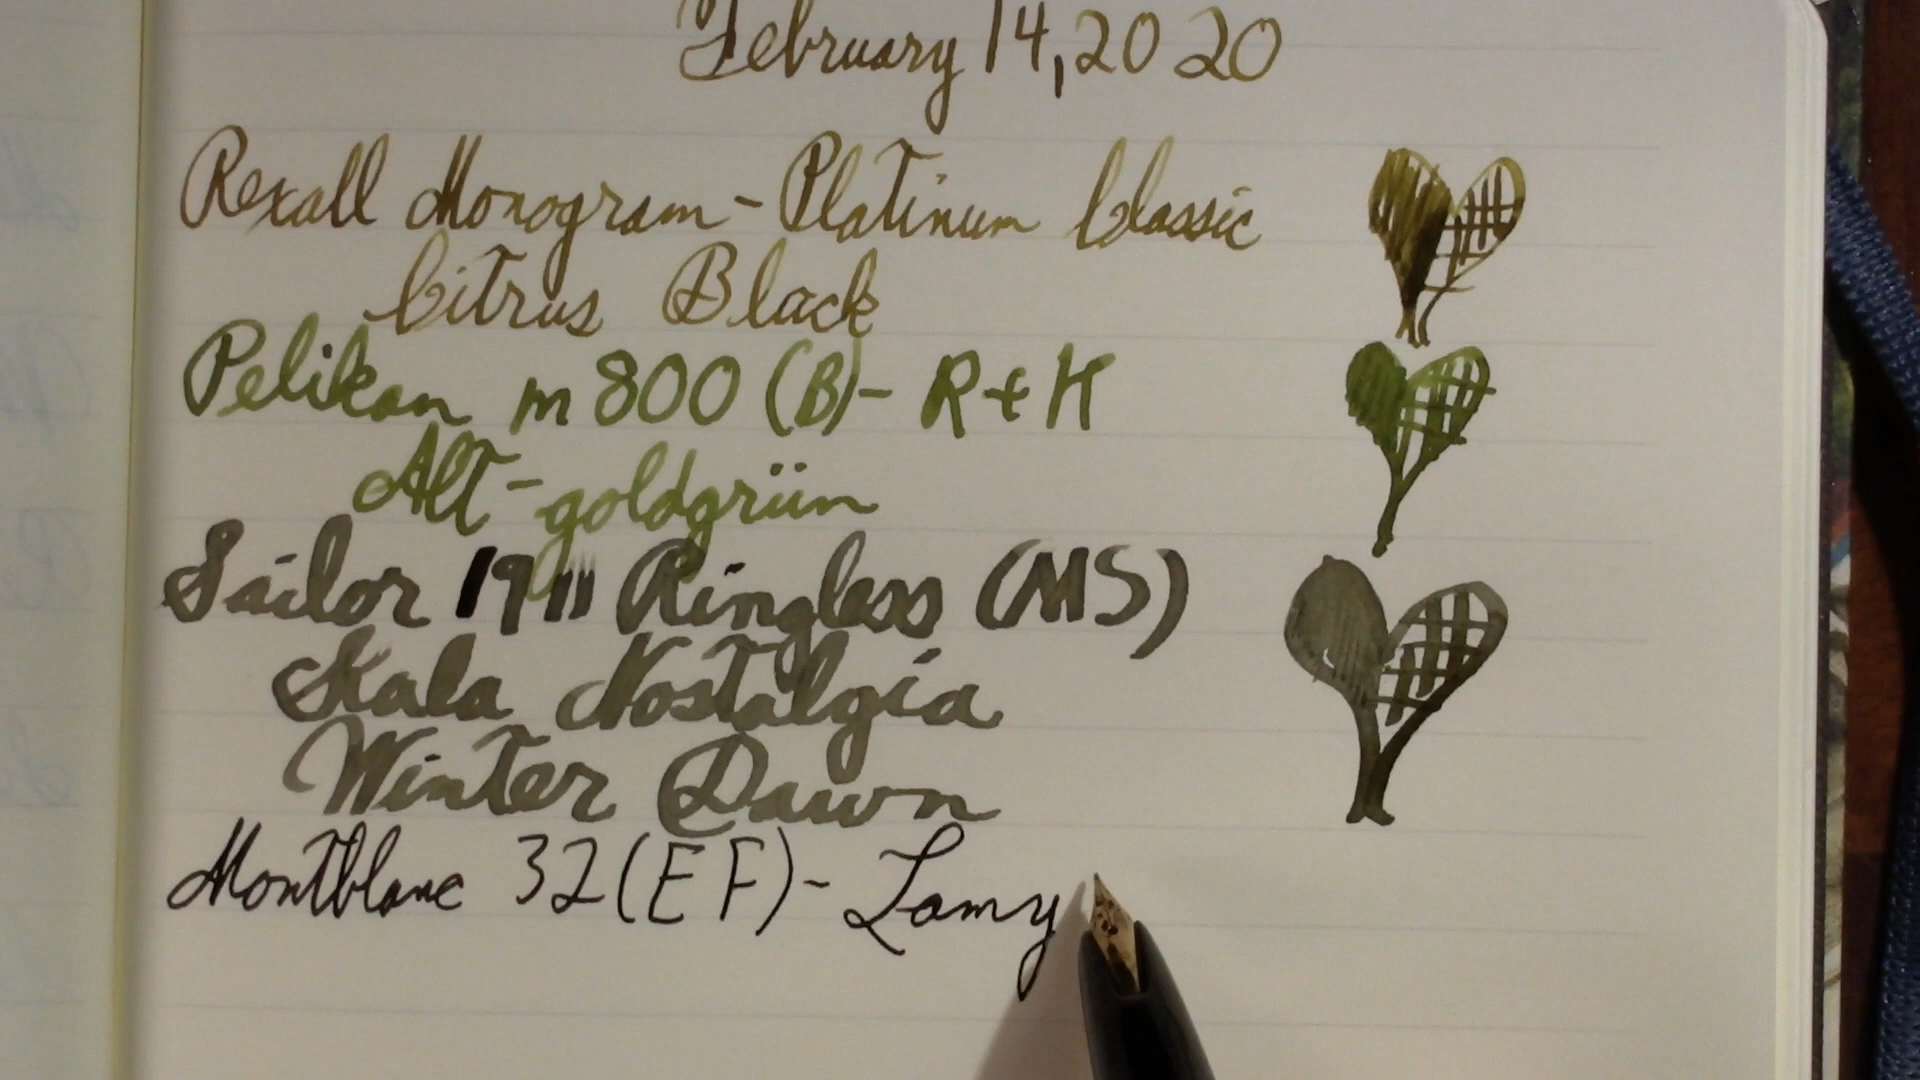 February 14, 2020
Rexall Monogram - Platinum Classic
Citrus Black
Pelikan m800 (B) - R + K
Alt-goldgrün
Sailor 1911 Ringless (MS)
Kala Nostalgia
Winter Dawn
Montblanc 32 (EF) - Lamy